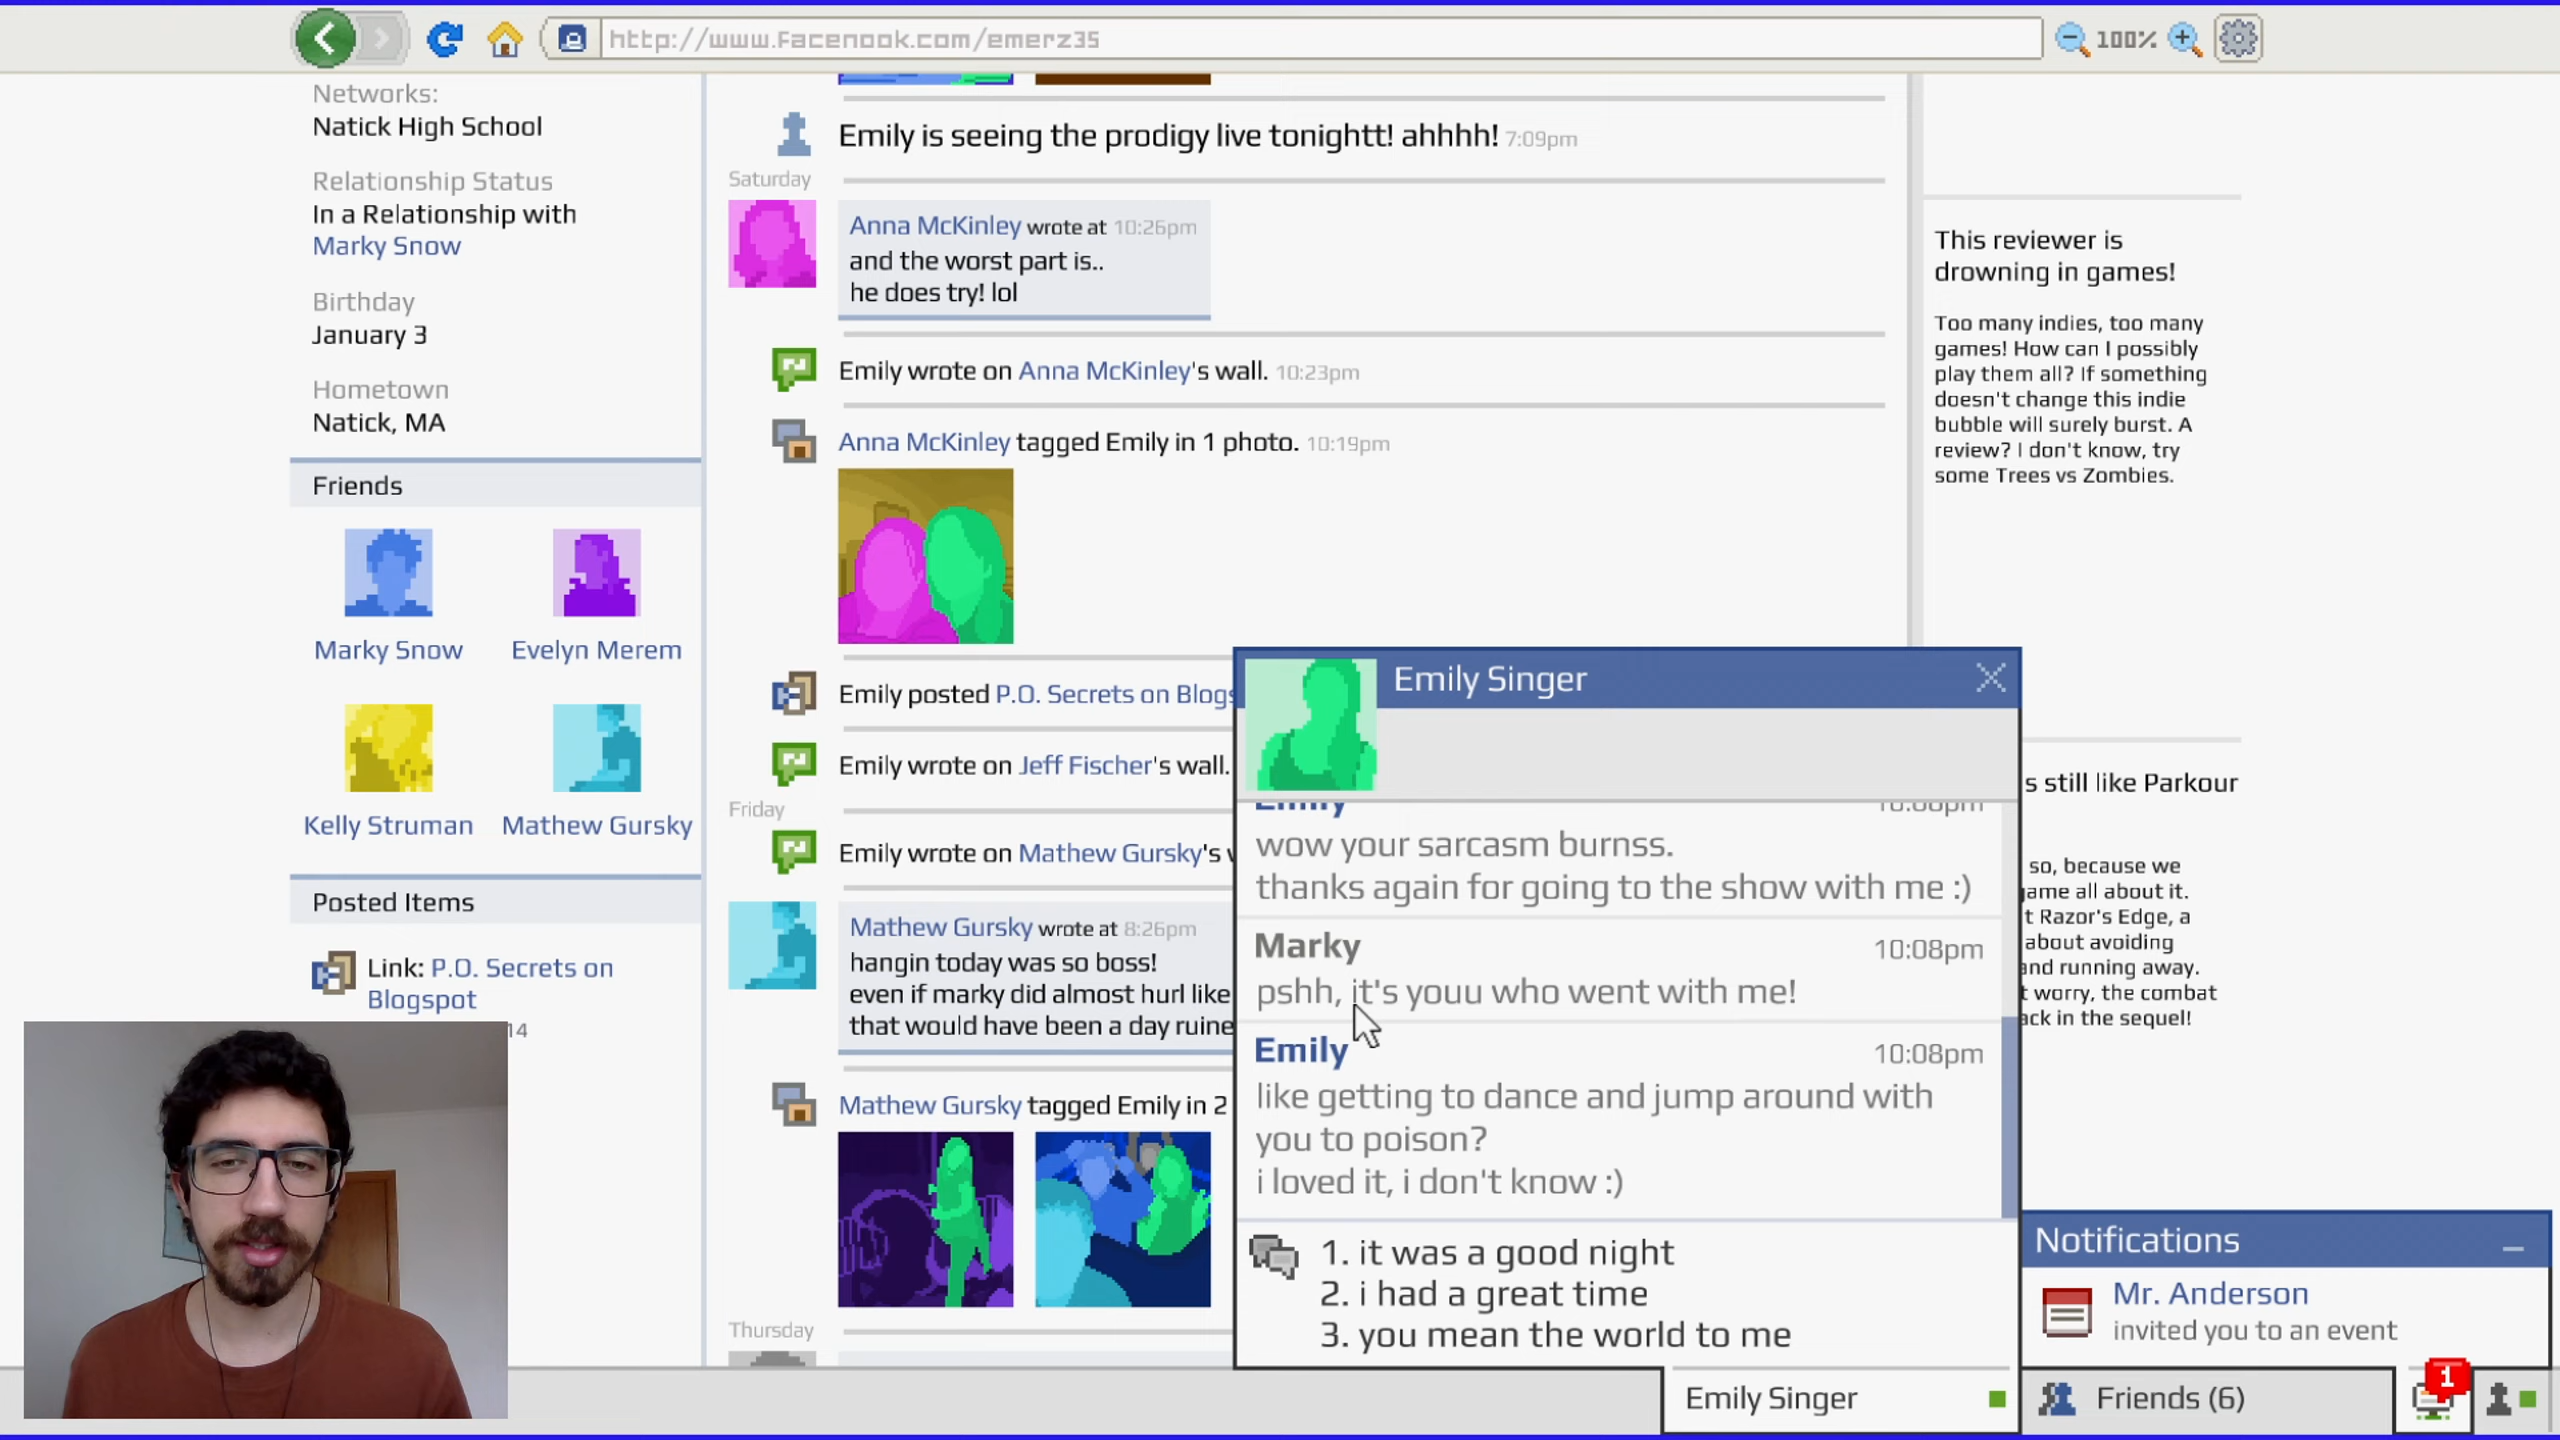 http://www.Facenook.com/emerz35
100%
Networks:
Natick High School
Relationship Status
In a Relationship with
Marky Snow
Birthday
January 3
Hometown
Natick, MA
Friends
Marky Snow
Evelyn Merem
Kelly Struman
Mathew Gursky
Posted Items
Link: P.O. Secrets on
Blogspot
14
Emily is seeing the prodigy live tonightt! ahhhh! 7:09pm
Saturday
Anna McKinley wrote at 10:26pm
and the worst part is..
he does try! lol
Emily wrote on Anna McKinley's wall. 10:23pm
Anna McKinley tagged Emily in 1 photo. 10:19pm
Emily posted P.O. Secrets on Blogs
Emily wrote on Jeff Fischer's wall.
Friday
Emily wrote on Mathew Gursky's
Mathew Gursky wrote at 8:26pm
hangin today was so boss!
even if marky did almost hurl like
that would have been a day ruine
Mathew Gursky tagged Emily in 2
Thursday
This reviewer is
drowning in games!
Too many indies, too many
games! How can I possibly
play them all? If something
doesn't change this indie
bubble will surely burst. A
review? I don't know, try
some Trees vs Zombies.
s still like Parkour
so, because we
game all about it.
t Razor's Edge, a
about avoiding
and running away.
t worry, the combat
ack in the sequel!
Emily Singer
Emily 10:08pm
wow your sarcasm burnss.
thanks again for going to the show with me :)
Marky 10:08pm
pshh, it's youu who went with me!
Emily 10:08pm
like getting to dance and jump around with
you to poison?
i loved it, i don't know :)
1. it was a good night
2. i had a great time
3. you mean the world to me
Emily Singer
Notifications
Mr. Anderson
invited you to an event
Friends (6)
1